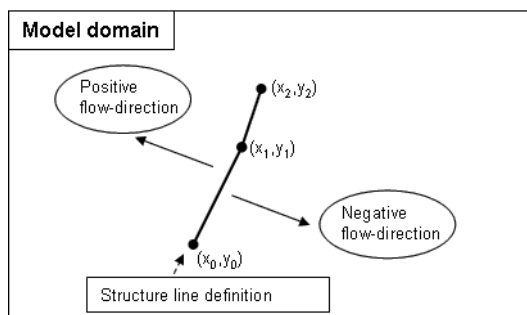 Model domain
Positive
flow-direction
(x₂,y₂)
(x₁,y₁)
Negative
flow-direction
(x₀,y₀)
Structure line definition